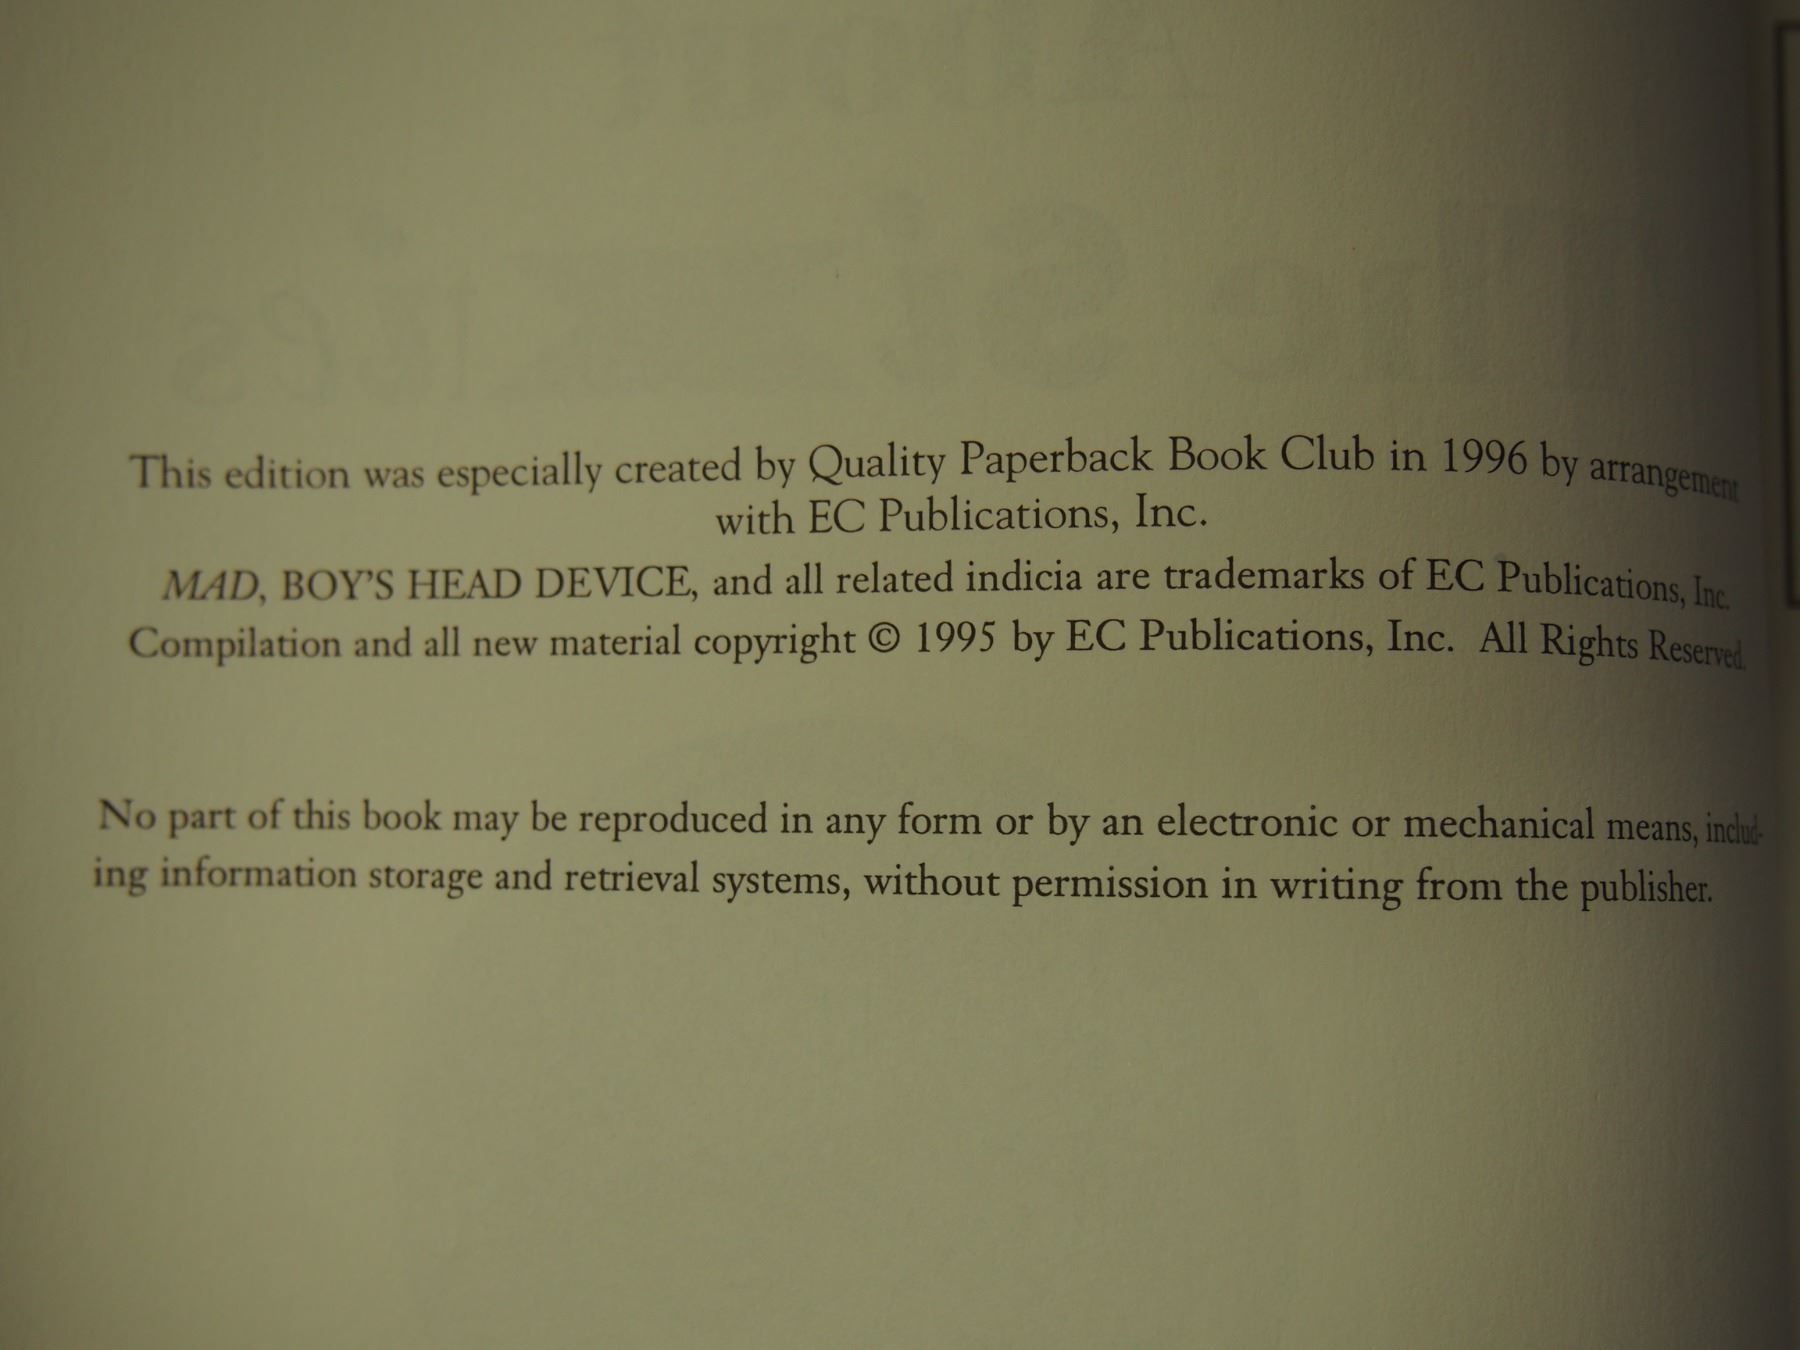 This edition was especially created by Quality Paperback Book Club in 1996 by arrangement
with EC Publications, Inc.
MAD, BOY'S HEAD DEVICE, and all related indicia are trademarks of EC Publications, Inc.
Compilation and all new material copyright © 1995 by EC Publications, Inc. All Rights Reserved.
No part of this book may be reproduced in any form or by an electronic or mechanical means, includ-
ing information storage and retrieval systems, without permission in writing from the publisher.